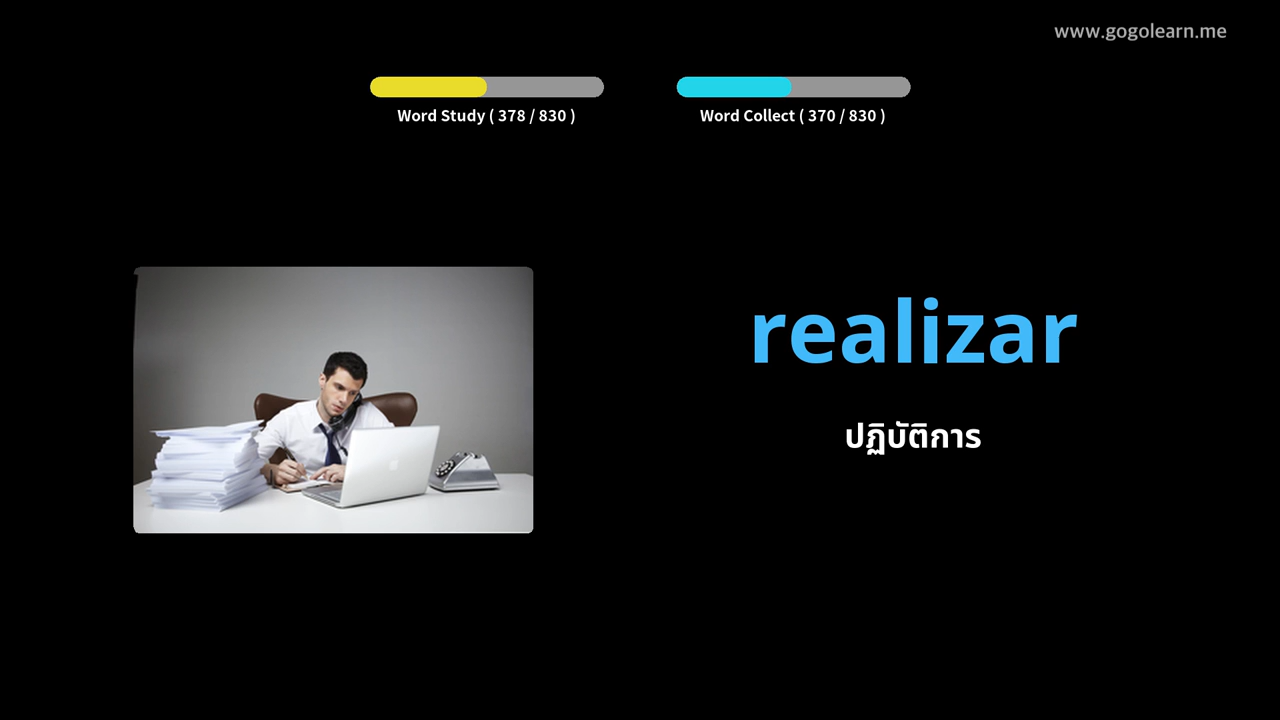 www.gogolearn.me
Word Study ( 378 / 830 )
Word Collect ( 370 / 830 )
realizar
ปฏิบัติการ